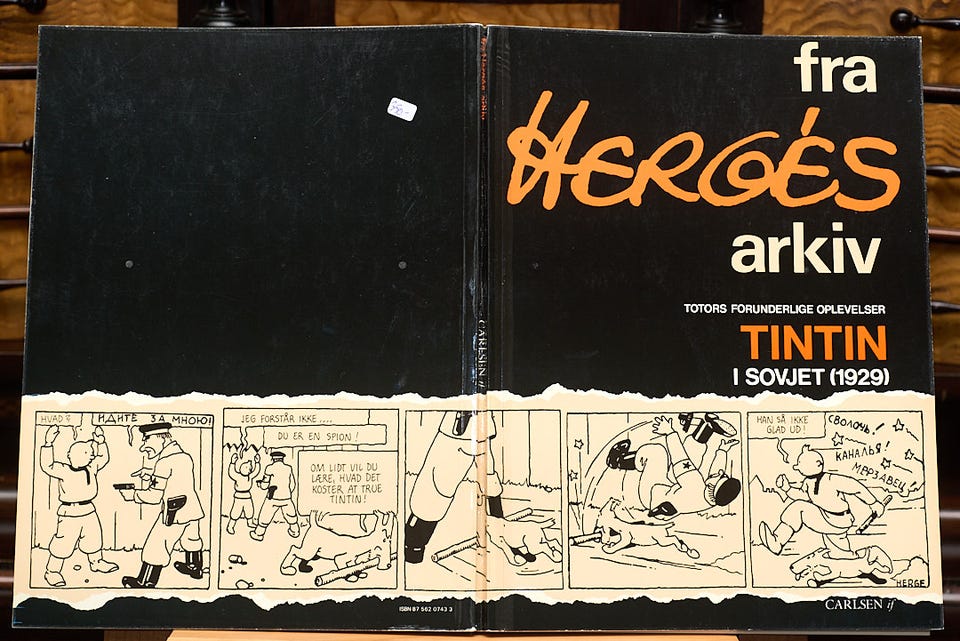 fra
HERGÉS
arkiv
TOTORS FORUNDERLIGE OPLEVELSER
TINTIN
I SOVJET (1929)
CARLSEN if
HVAD?
ИДИТЕ ЗА МНОЮ!
JEG FORSTÅR IKKE....
DU ER EN SPION!
OM LIDT VIL DU
LÆRE, HVAD DET
KOSTER AT TRUE
TINTIN!
HAN SÅ IKKE
GLAD UD!
СВОЛОЧЬ!
КАНАЛЬЯ!
МЕРЗАВЕЦ!
HERGÉ
ISBN 87 562 0743 3
CARLSEN if